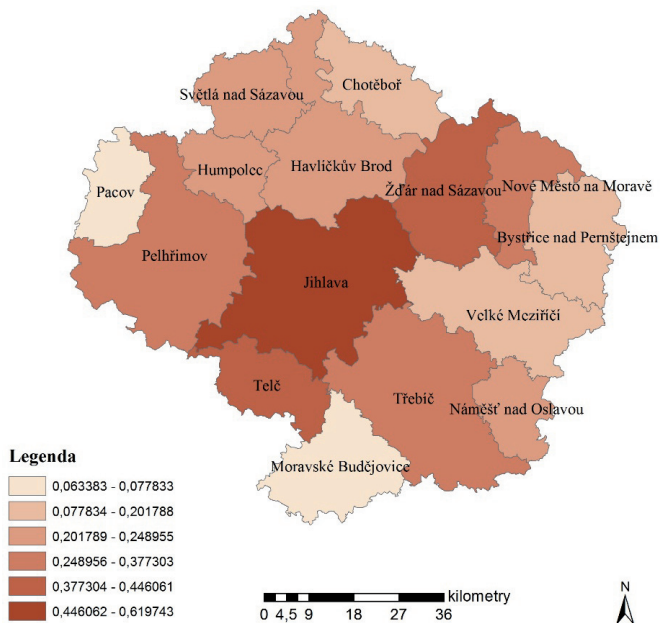 Chotěboř
Světlá nad Sázavou
Humpolec
Havlíčkův Brod
Pacov
Žďár nad Sázavou
Nové Město na Moravě
Bystřice nad Pernštejnem
Pelhřimov
Jihlava
Velké Meziříčí
Telč
Třebíč
Náměšť nad Oslavou
Moravské Budějovice
Legenda
0,063383 - 0,077833
0,077834 - 0,201788
0,201789 - 0,248955
0,248956 - 0,377303
0,377304 - 0,446061
0,446062 - 0,619743
kilometry
0 4,5 9 18 27 36
N